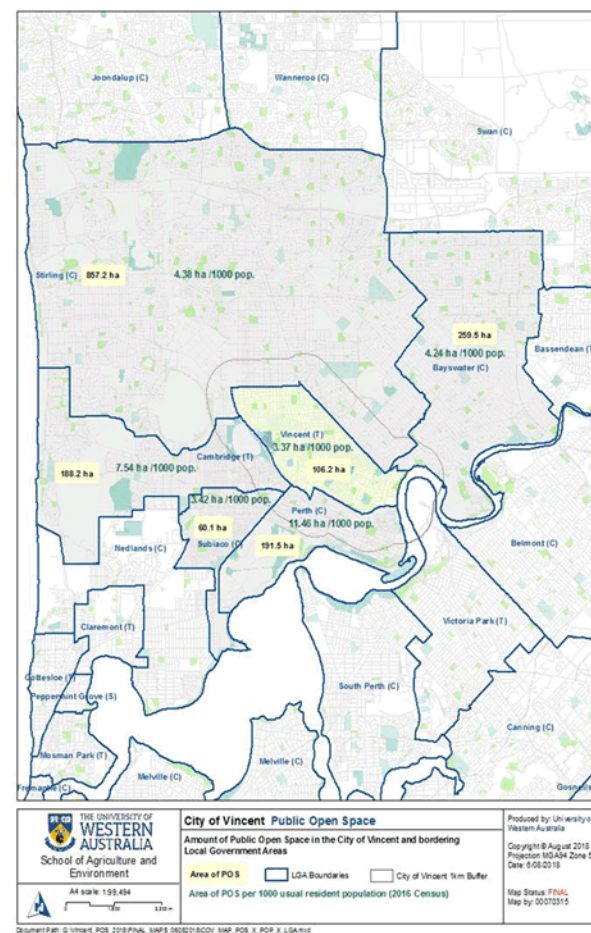 Joondalup (C)
Wanneroo (C)
Swan (C)
Stirling (C)
857.2 ha
4.38 ha /1000 pop.
259.5 ha
4.24 ha /1000 pop.
Bayswater (C)
Bassendean (T
Vincent (T)
3.37 ha /1000 pop.
106.2 ha
Cambridge (T)
7.54 ha /1000 pop.
188.2 ha
3.42 ha /1000 pop.
60.1 ha
Subiaco (C)
Perth (C)
11.46 ha /1000 pop.
191.5 ha
Nedlands (C)
Belmont (C)
Claremont (T)
Victoria Park (T)
Cottesloe (T)
Peppermint Grove (S)
South Perth (C)
Canning (C)
Mosman Park (T)
Fremantle (C)
Melville (C)
Melville (C)
Gosnells
THE UNIVERSITY OF
WESTERN
AUSTRALIA
School of Agriculture and
Environment
A4 scale: 1:99,494
City of Vincent Public Open Space
Amount of Public Open Space in the City of Vincent and bordering
Local Government Areas
Area of POS
LGA Boundaries
City of Vincent 1km Buffer
Area of POS per 1000 usual resident population (2016 Census)
Produced by: University o
Western Australia
Copyright © August 2018
Projection MGA94 Zone 5
Date: 6/08/2018
Map Status: FINAL
Map by: 00070315